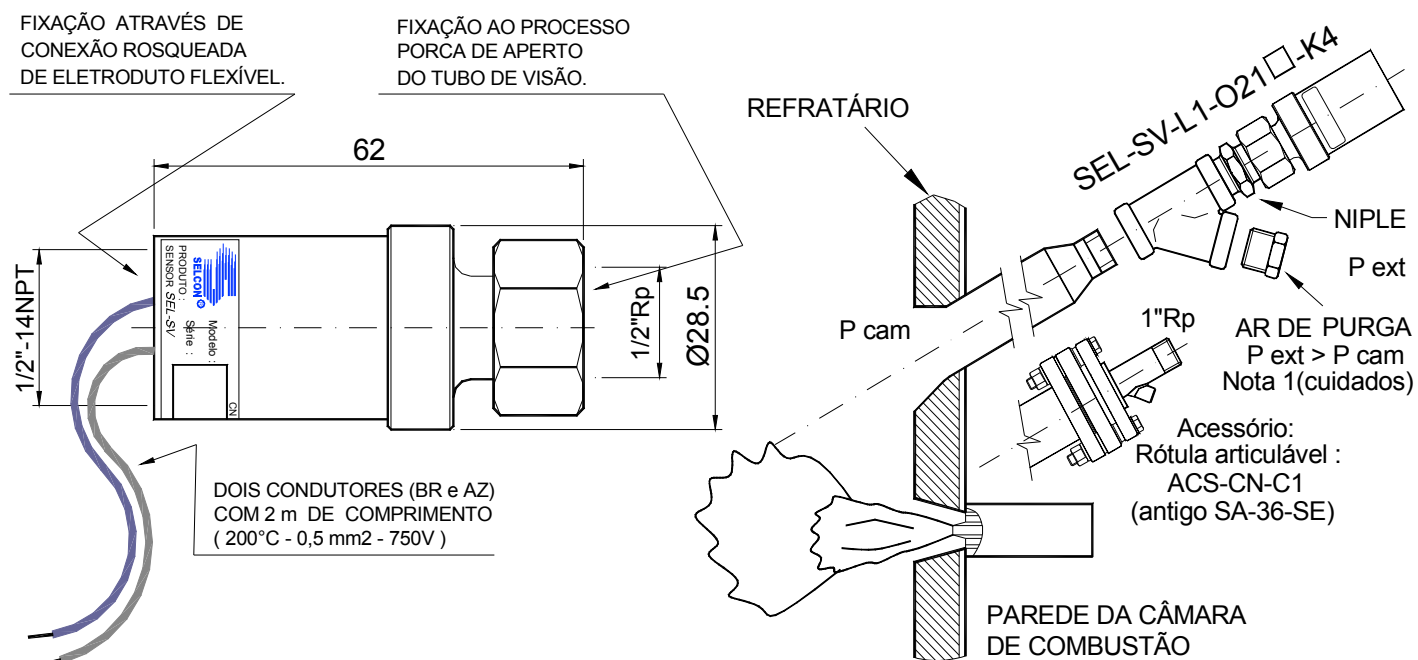 FIXAÇÃO ATRAVÉS DE
CONEXÃO ROSQUEADA
DE ELETRODUTO FLEXÍVEL.
FIXAÇÃO AO PROCESSO
PORCA DE APERTO
DO TUBO DE VISÃO.
62
1/2"-14NPT
SELCON®
PRODUTO :
SENSOR SEL-SV
Modelo :
Série :
CN
1/2"Rp
Ø28.5
DOIS CONDUTORES (BR e AZ)
COM 2 m DE COMPRIMENTO
( 200°C - 0,5 mm2 - 750V )
REFRATÁRIO
SEL-SV-L1-O21□-K4
NIPLE
P ext
P cam
AR DE PURGA
P ext > P cam
Nota 1(cuidados)
1"Rp
Acessório:
Rótula articulável :
ACS-CN-C1
(antigo SA-36-SE)
PAREDE DA CÂMARA
DE COMBUSTÃO